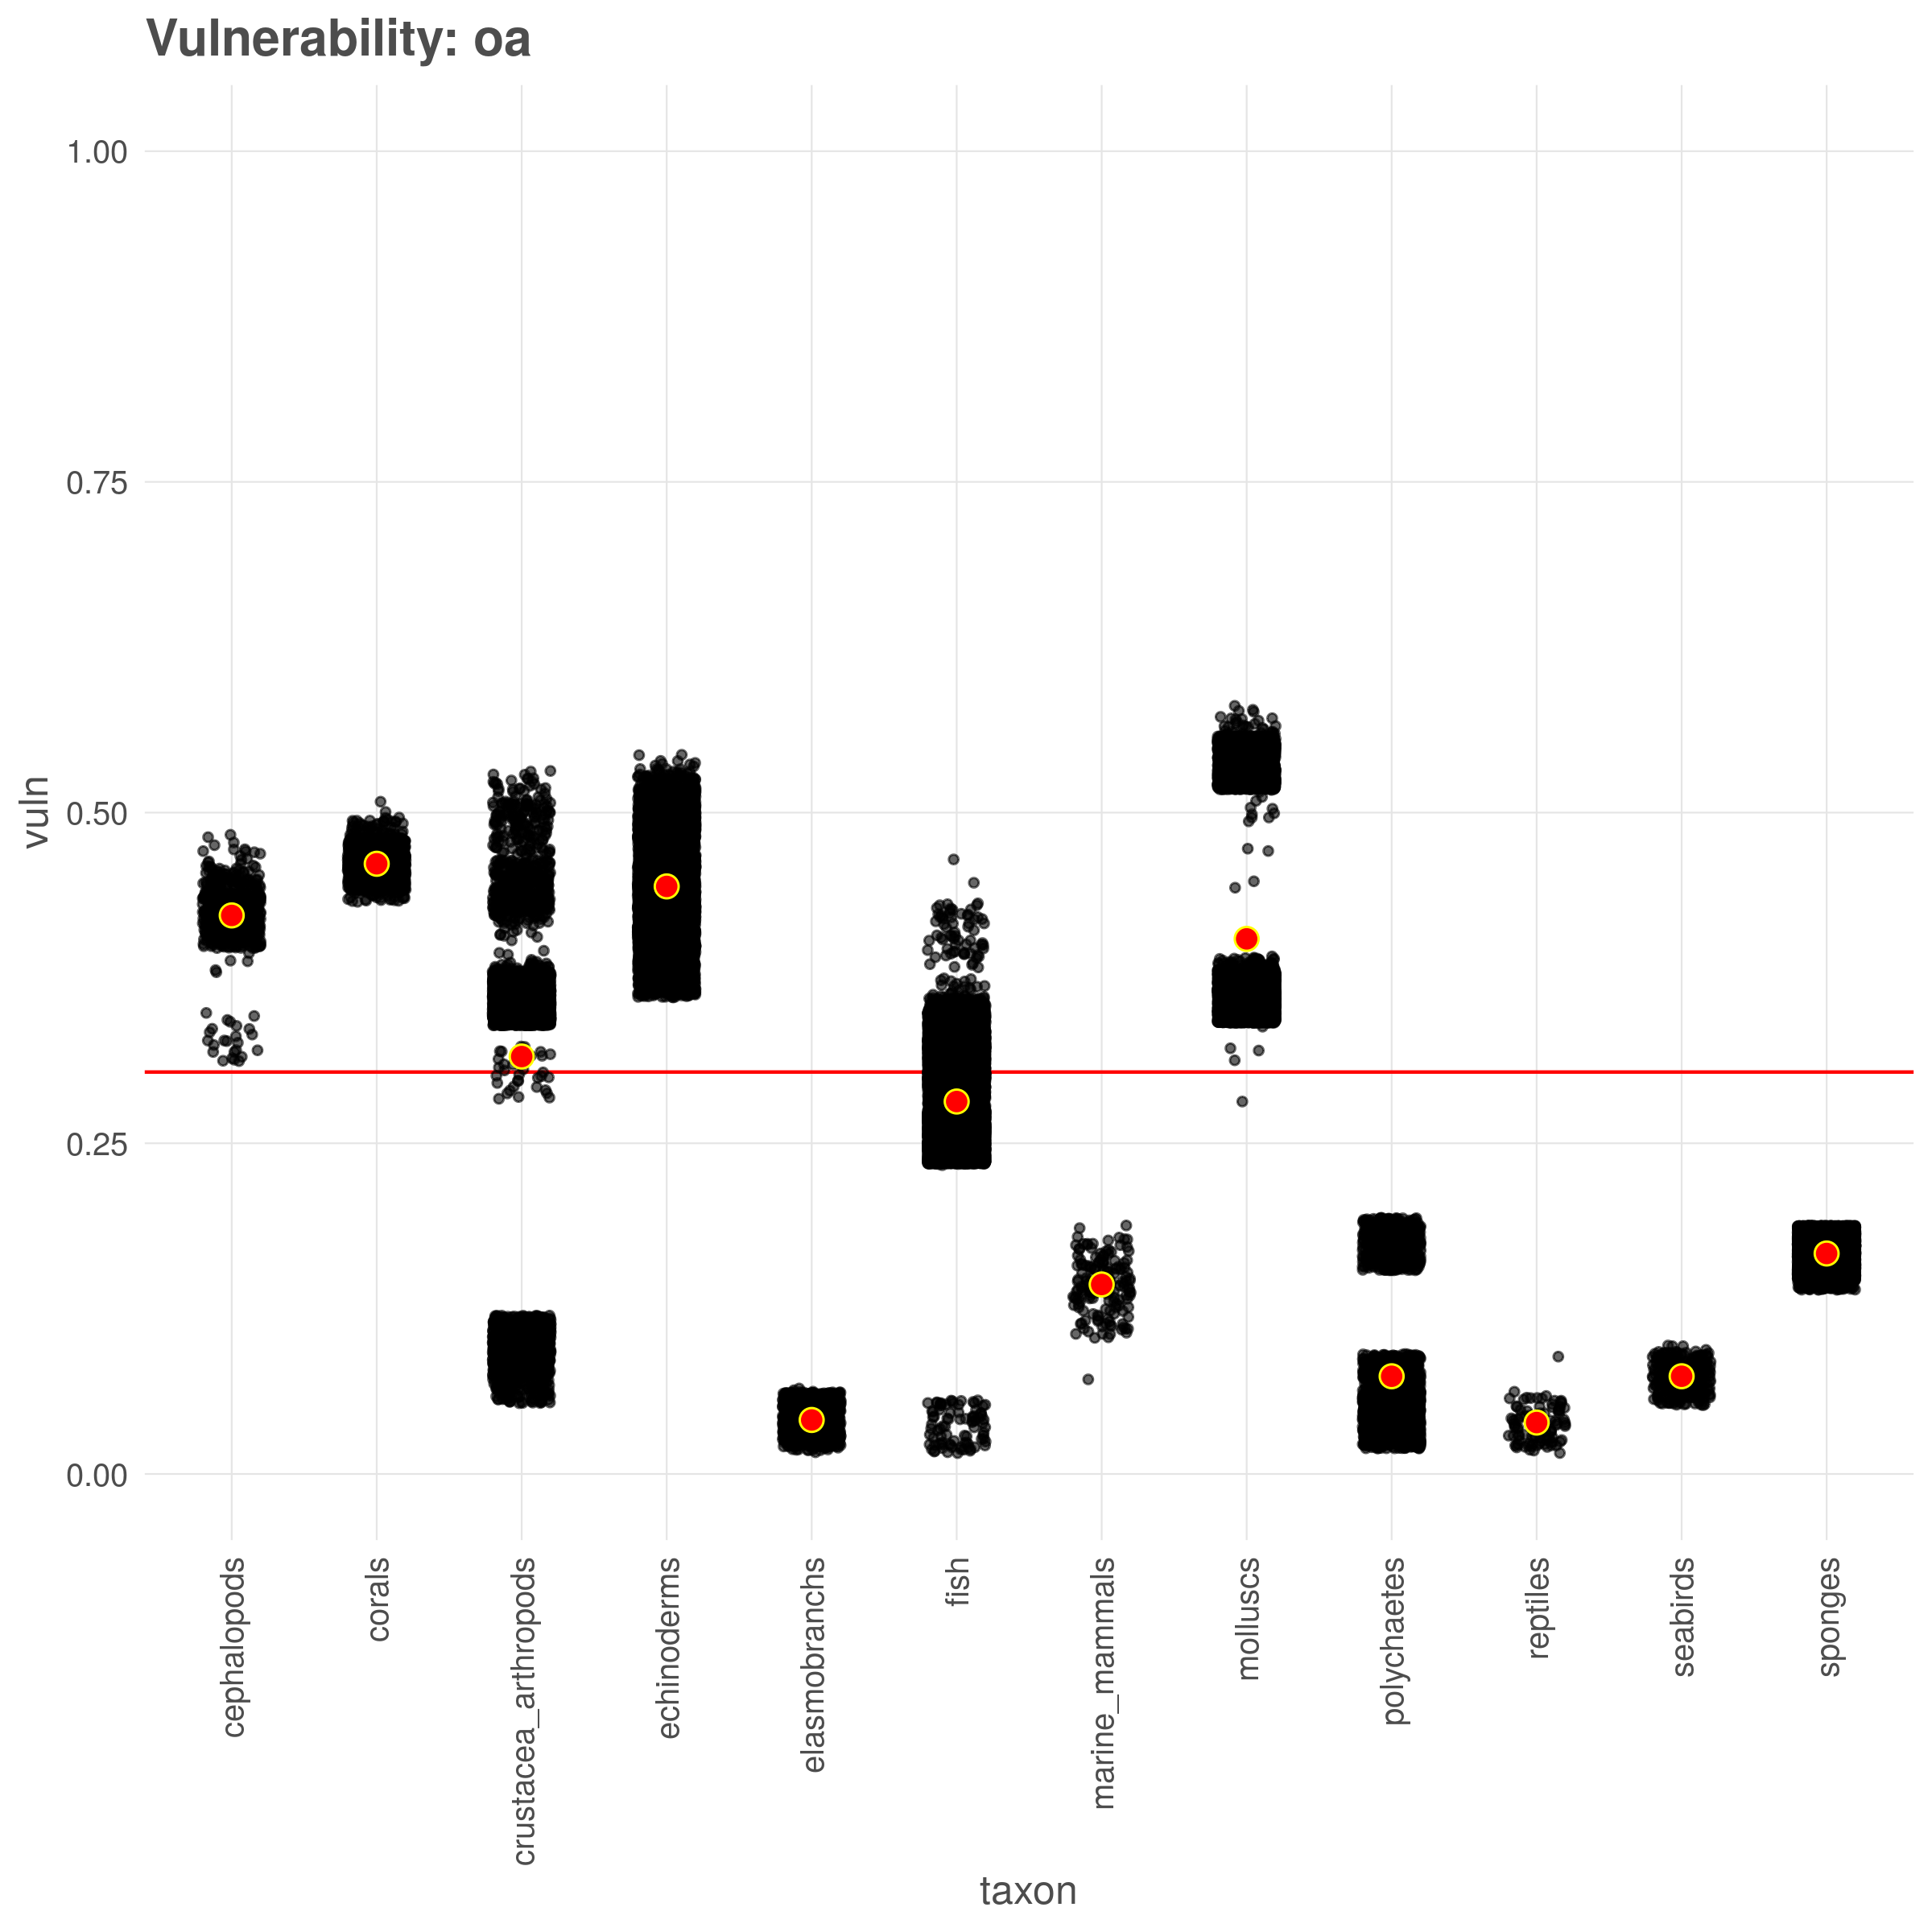 Vulnerability: oa
1.00
0.75
0.50
0.25
0.00
vuln
cephalopods
corals
crustacea_arthropods
echinoderms
elasmobranchs
fish
marine_mammals
molluscs
polychaetes
reptiles
seabirds
sponges
taxon